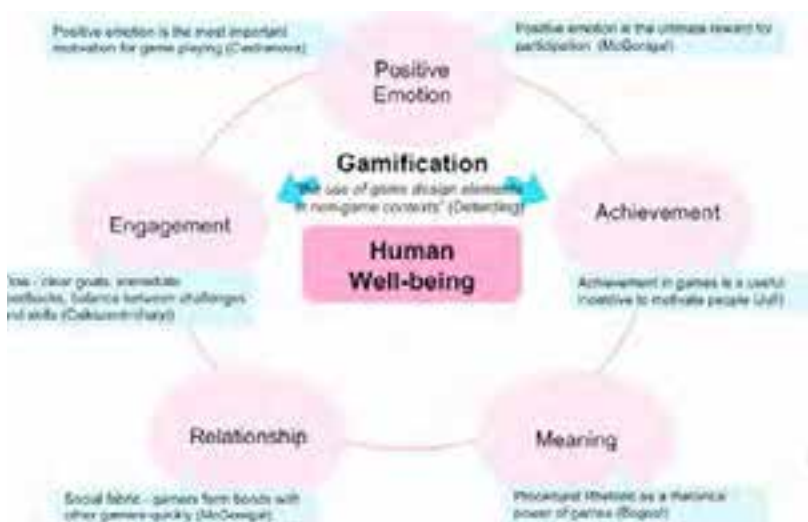 Positive emotion is the most important
motivation for game playing (Castronova)
Positive emotion is the ultimate reward for
participation (McGonigal)
Positive
Emotion
Gamification
use of game design elements
in non-game contexts" (Deterding)
Engagement
Achievement
Human
Well-being
clear goals, immediate
feedbacks, balance between challenges
and skills
Achievement in games is a useful
incentive to motivate people
Relationship
Meaning
Social fabric - gamers form bonds with
other gamers quickly (McGonigal)
Procedural rhetoric as a rhetorical
power of games (Bogost)